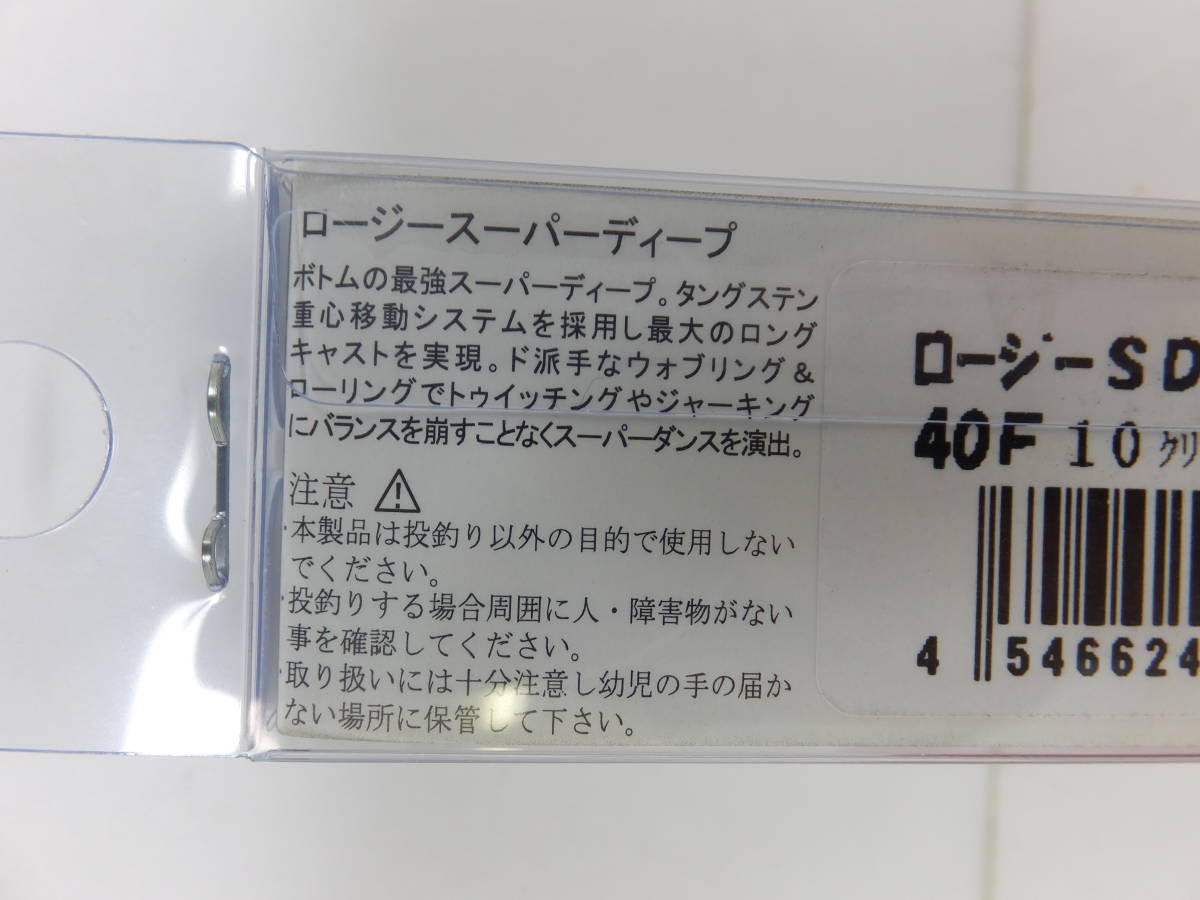 ロージースーパーディープ
ボトムの最強スーパーディープ。タングステン
重心移動システムを採用し最大のロング
キャストを実現。ド派手なウォブリング&
ローリングでトゥイッチングやジャーキング
にバランスを崩すことなくスーパーダンスを演出。
注意
・本製品は投釣り以外の目的で使用しない
でください。
・投釣りする場合周囲に人・障害物がない
事を確認してください。
・取り扱いには十分注意し幼児の手の届か
ない場所に保管して下さい。
ロージーSD
40F 10 クリ
4 546624